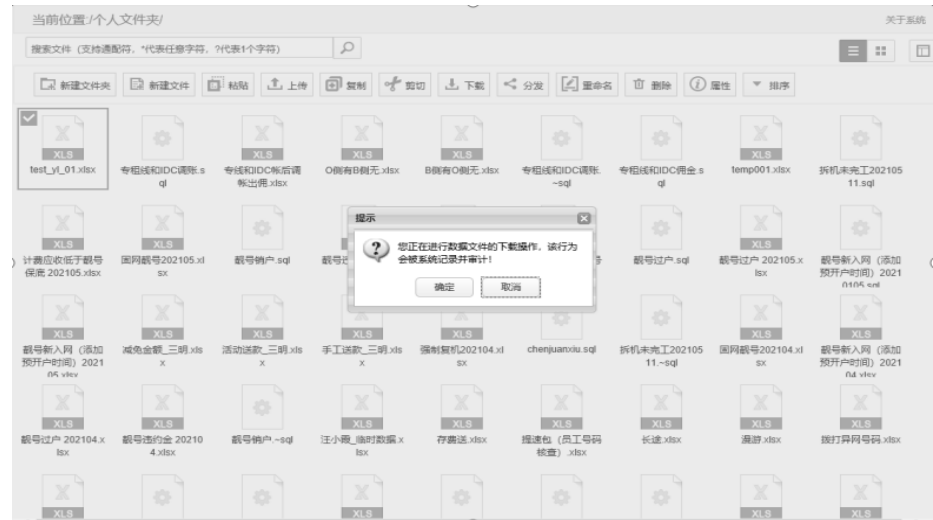 当前位置:/个人文件夹/
关于系统
搜索文件（支持通配符，*代表任意字符，?代表1个字符）
新建文件夹 新建文件 粘贴 上传 复制 剪切 下载 分发 重命名 删除 属性 排序
XLS
test_yl_01.xlsx
专租线和IDC调账.s
ql
XLS
专线和IDC帐后调
帐出佣.xlsx
XLS
O侧有B侧无.xlsx
XLS
B侧有O侧无.xlsx
专租线和IDC调账.
~sql
专租线和IDC佣金.s
ql
XLS
temp001.xlsx
拆机未完工202105
11.sql
XLS
计费应收低于靓号
保底 202105.xlsx
XLS
国网靓号202105.xl
sx
靓号销户.sql
提示
您正在进行数据文件的下载操作，该行为
会被系统记录并审计！
确定
取消
靓号过户.sql
XLS
靓号过户 202105.x
lsx
靓号新入网（添加
预开户时间）2021
0105.sql
XLS
靓号新入网（添加
预开户时间）2021
05.xlsx
XLS
减免金额_三明.xls
x
XLS
活动送款_三明.xls
x
XLS
手工送款_三明.xls
x
XLS
强制复机202104.xl
sx
chenjuanxiu.sql
拆机未完工202105
11.~sql
XLS
国网靓号202104.xl
sx
XLS
靓号新入网（添加
预开户时间）2021
04.xlsx
XLS
靓号过户 202104.x
lsx
XLS
靓号违约金 20210
4.xlsx
靓号销户.~sql
XLS
临时数据.x
lsx
XLS
存费送.xlsx
XLS
提速包（员工号码
核查）.xlsx
XLS
长途.xlsx
XLS
漫游.xlsx
XLS
拨打异网号码.xlsx
XLS
XLS
XLS
XLS